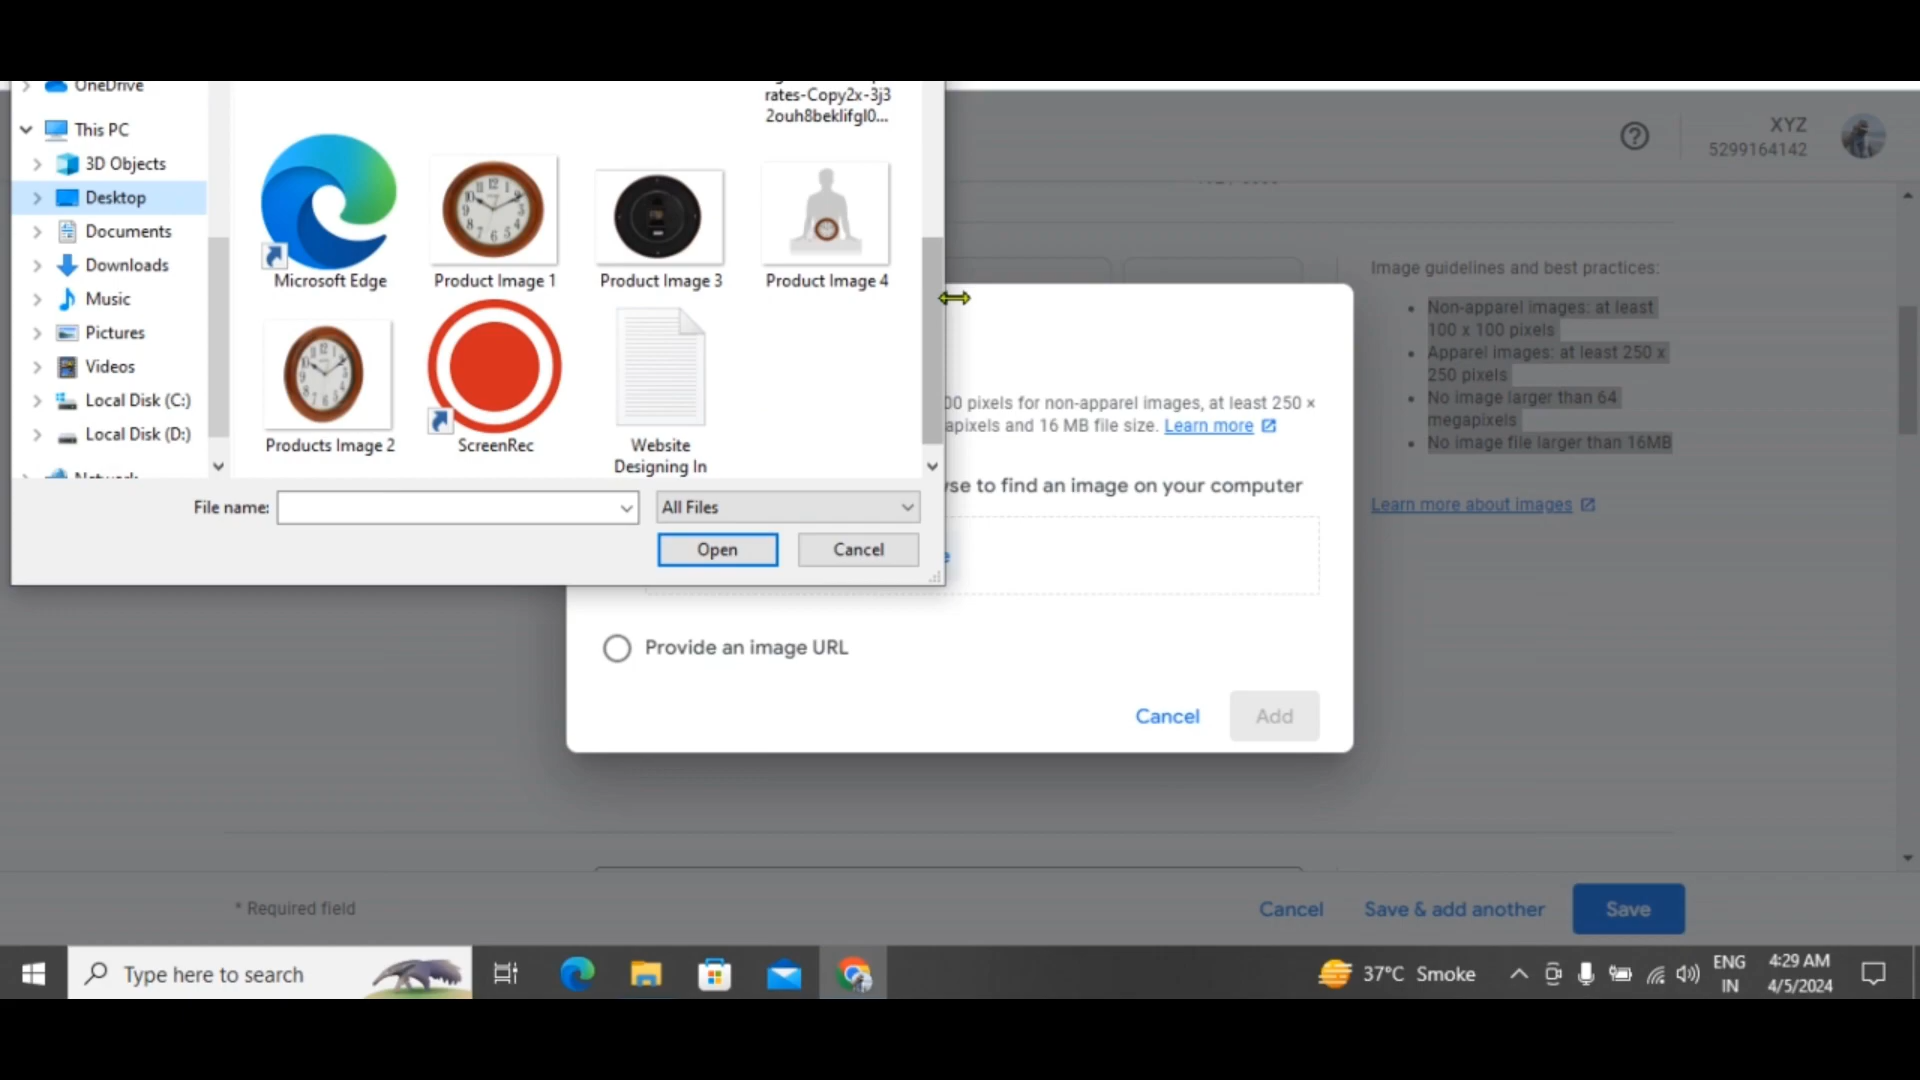 OneDrive
This PC
3D Objects
Desktop
Documents
Downloads
Music
Pictures
Videos
Local Disk (C:)
Local Disk (D:)
Network
rates-Copy2x-3j3
2ouh8beklifgl0...
Microsoft Edge
Product Image 1
Product Image 3
Product Image 4
Products Image 2
ScreenRec
Website
Designing In
File name:
All Files
Open
Cancel
XYZ
5299164142
00 pixels for non-apparel images, at least 250 ×
apixels and 16 MB file size. Learn more
se to find an image on your computer
e
Provide an image URL
Cancel
Add
Image guidelines and best practices:
• Non-apparel images: at least
100 x 100 pixels
• Apparel images: at least 250 x
250 pixels
• No image larger than 64
megapixels
• No image file larger than 16MB
Learn more about images
* Required field
Cancel
Save & add another
Save
Type here to search
37°C Smoke
ENG
IN
4:29 AM
4/5/2024